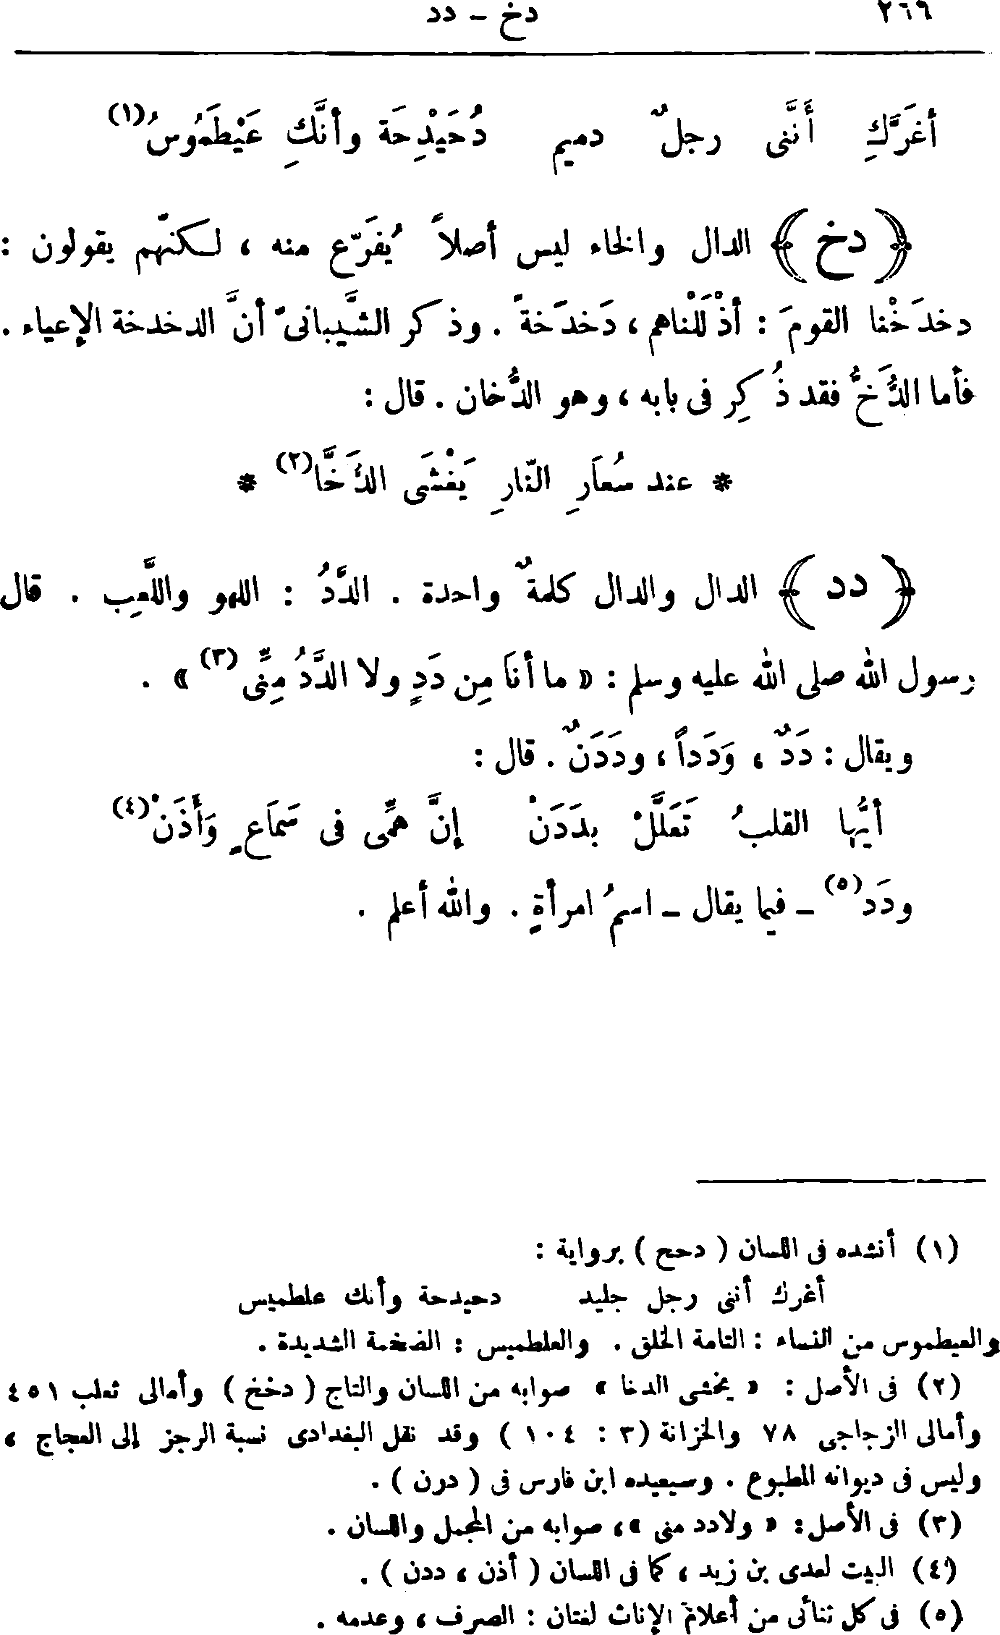 ٢٦٩ دخ – دد
أغَرَّكِ أَنَّنى رجلٌ دميم دُحَيْدِحَة وأنَّكِ عَيْطَمُوسُ(١)
﴿ دخ ﴾ الدال والخاء ليس أصلاً يُفَرّع منه ، لكنّهم يقولون :
دخدَخْنا القومَ : أذْلَلْناهم ، دَخدَخةً . وذكر الشَّيبانىّ أنَّ الدخدخة الإعياء .
فأما الدُّخُّ فقد ذُكِر فى بابه ، وهو الدُّخان . قال :
* عند سُعَارِ النّارِ يَغْشَى الدُّخَّا(٢) *
﴿ دد ﴾ الدال والدال كلمةٌ واحدة . الدَّدُ : اللهو واللَّعِب . قال
رسول الله صلى الله عليه وسلم : « ما أنَا مِن دَدٍ ولا الدَّدُ مِنِّى(٣) » .
ويقال : دَدٌ ، وَدَداً ، ودَدَنٌ . قال :
أيُّها القلبُ تَعَلَّلْ بدَدَنْ إنَّ همِّى فى سَمَاعٍ وَأَذَنْ(٤)
ودَد(٥) – فيما يقال – اسمُ امرأةٍ . والله أعلم .
(١) أنشده فى اللسان ( دحح ) برواية :
أغرك أننى رجل جليد دحيدحة وأنك علطميس
والعيطموس من النساء : التامة الخلق . والعلطميس : الضخمة الشديدة .
(٢) فى الأصل : « يخشى الدخا » صوابه من اللسان والتاج ( دخخ ) وأمالى ثعلب ٤٥١
وأمالى الزجاجى ٧٨ والخزانة (٣ : ١٠٤ ) وقد نقل البغدادى نسبة الرجز إلى العجاج ،
وليس فى ديوانه المطبوع . وسيعيده ابن فارس فى ( درن ) .
(٣) فى الأصل : « ولا دد منى » ، صوابه من المجمل واللسان .
(٤) البيت لعدى بن زيد ، كما فى اللسان ( أذن ، ددن ) .
(٥) فى كل ثنائى من أعلام الإناث لغتان : الصرف ، وعدمه .